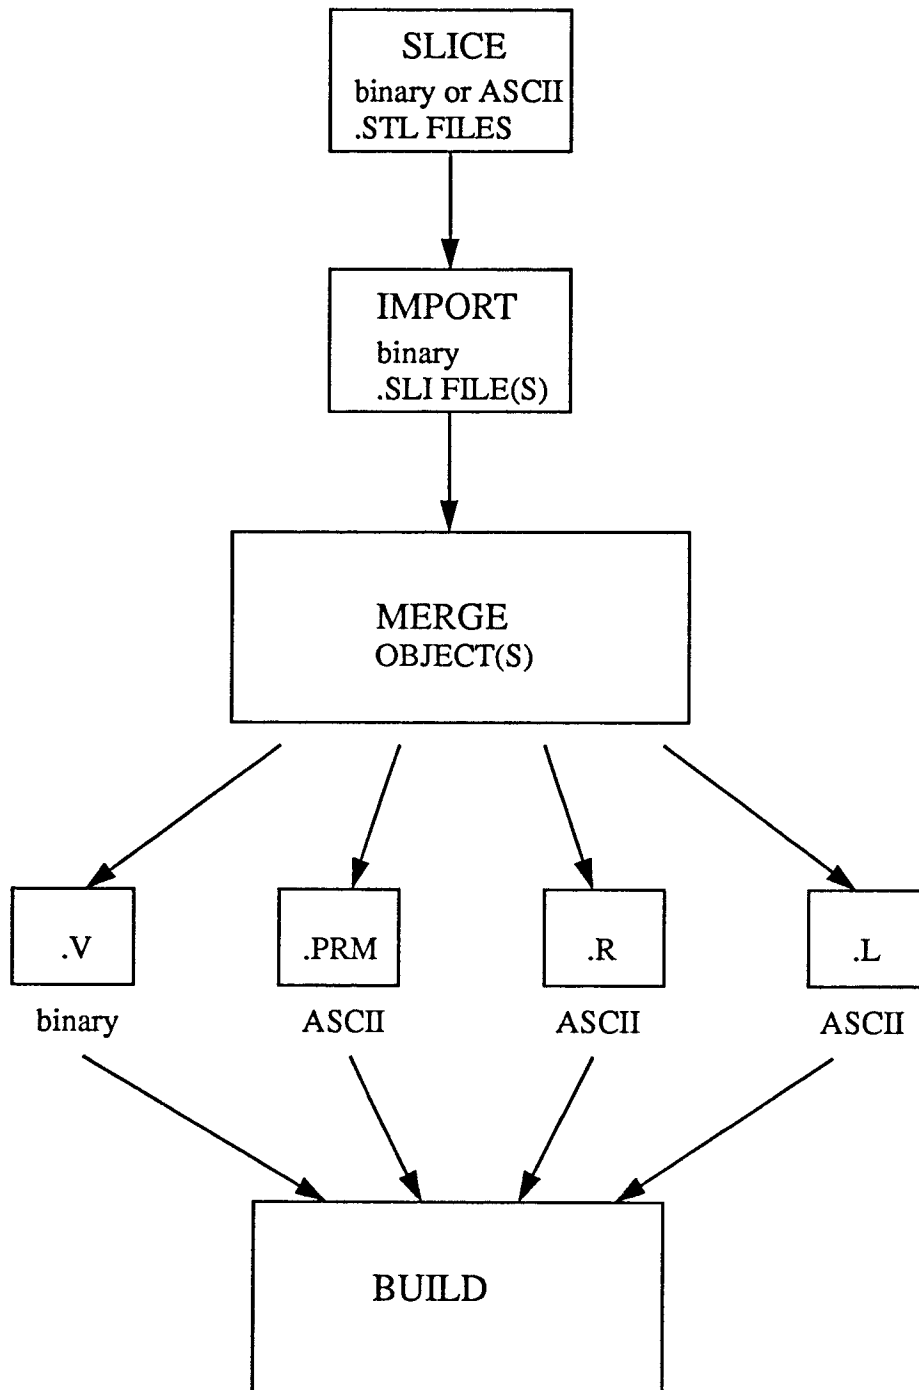 SLICE
binary or ASCII
.STL FILES
IMPORT
binary
.SLI FILE(S)
MERGE
OBJECT(S)
.V
.PRM
.R
.L
binary
ASCII
ASCII
ASCII
BUILD